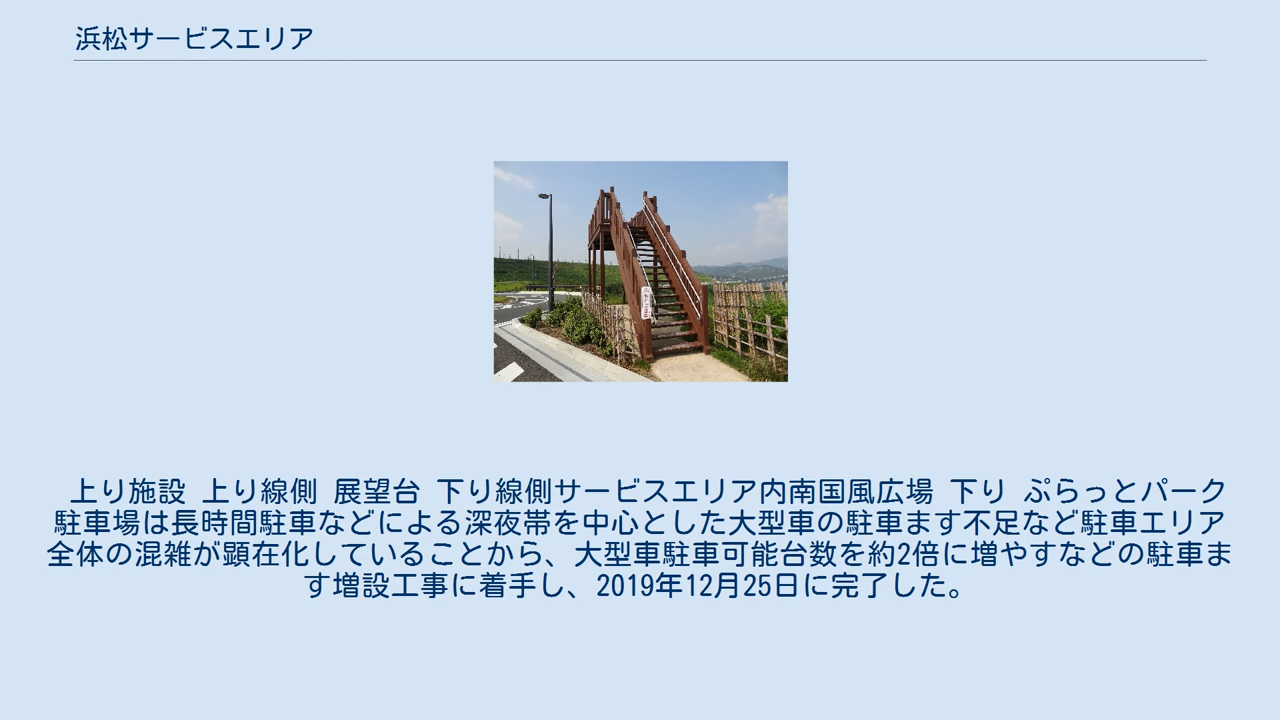 浜松サービスエリア
上り施設 上り線側 展望台 下り線側サービスエリア内南国風広場 下り ぷらっとパーク
駐車場は長時間駐車などによる深夜帯を中心とした大型車の駐車ます不足など駐車エリア
全体の混雑が顕在化していることから、大型車駐車可能台数を約2倍に増やすなどの駐車ま
す増設工事に着手し、2019年12月25日に完了した。